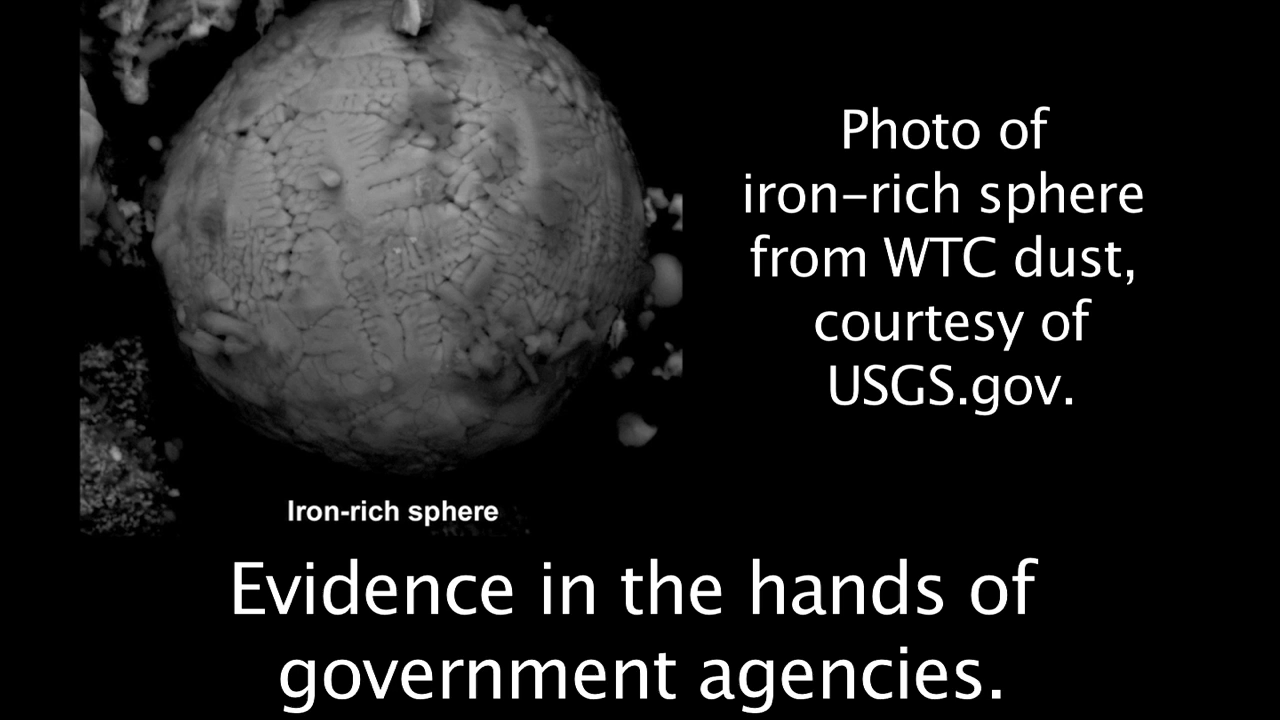 Photo of
iron-rich sphere
from WTC dust,
courtesy of
USGS.gov.
Iron-rich sphere
Evidence in the hands of
government agencies.